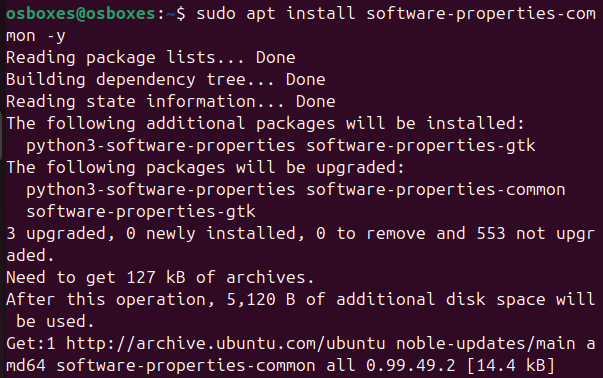 osboxes@osboxes:~$ sudo apt install software-properties-com
mon -y
Reading package lists... Done
Building dependency tree... Done
Reading state information... Done
The following additional packages will be installed:
  python3-software-properties software-properties-gtk
The following packages will be upgraded:
  python3-software-properties software-properties-common
  software-properties-gtk
3 upgraded, 0 newly installed, 0 to remove and 553 not upgr
aded.
Need to get 127 kB of archives.
After this operation, 5,120 B of additional disk space will
 be used.
Get:1 http://archive.ubuntu.com/ubuntu noble-updates/main a
md64 software-properties-common all 0.99.49.2 [14.4 kB]